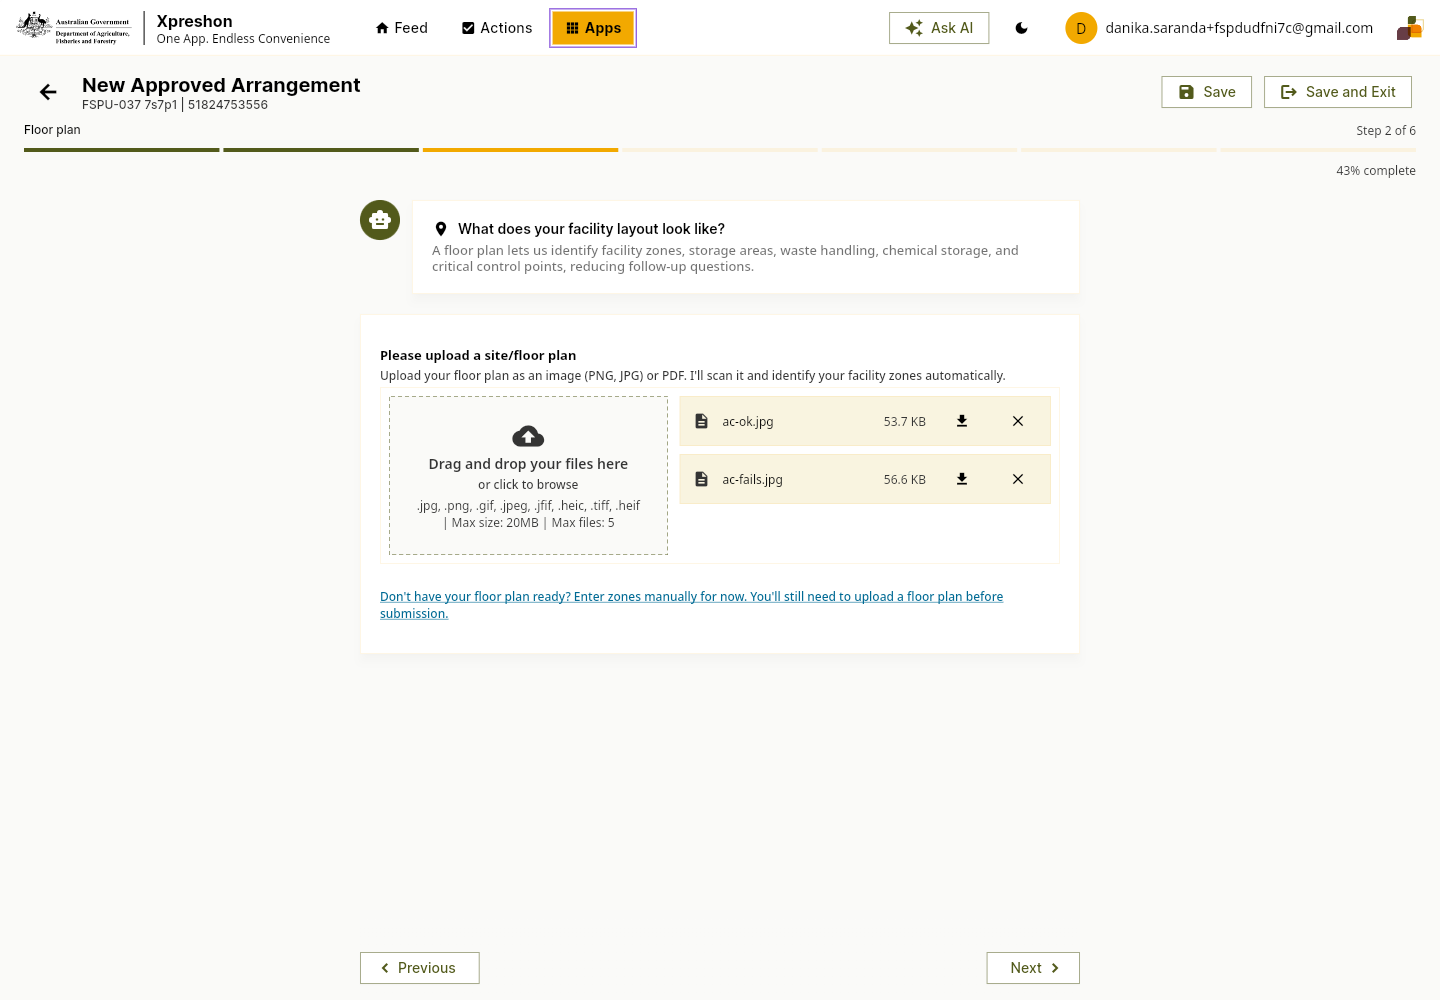 Australian Government
Department of Agriculture,
Fisheries and Forestry
Xpreshon
One App. Endless Convenience
Feed
Actions
Apps
Ask AI
D
danika.saranda+fspdudfni7c@gmail.com
New Approved Arrangement
FSPU-037 7s7p1 | 51824753556
Save
Save and Exit
Floor plan
Step 2 of 6
43% complete
What does your facility layout look like?
A floor plan lets us identify facility zones, storage areas, waste handling, chemical storage, and
critical control points, reducing follow-up questions.
Please upload a site/floor plan
Upload your floor plan as an image (PNG, JPG) or PDF. I'll scan it and identify your facility zones automatically.
Drag and drop your files here
or click to browse
.jpg, .png, .gif, .jpeg, .jfif, .heic, .tiff, .heif
| Max size: 20MB | Max files: 5
ac-ok.jpg
53.7 KB
ac-fails.jpg
56.6 KB
Don't have your floor plan ready? Enter zones manually for now. You'll still need to upload a floor plan before
submission.
Previous
Next